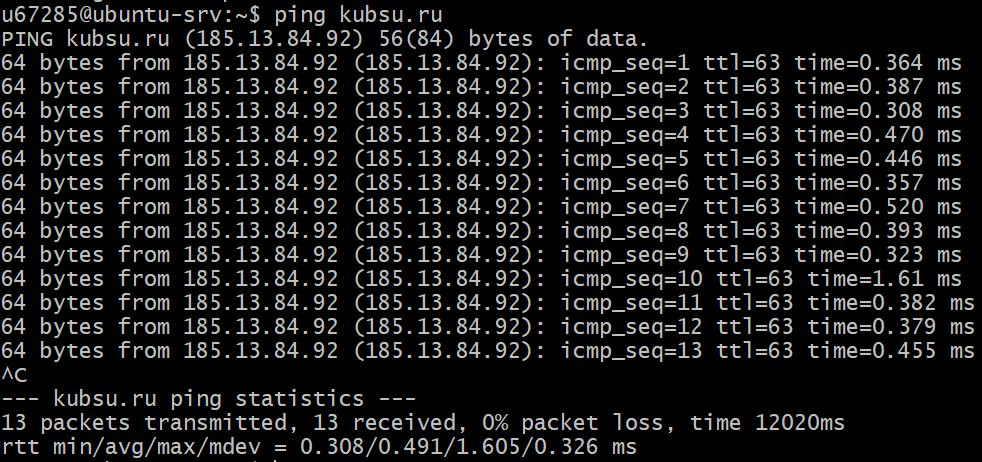 u67285@ubuntu-srv:~$ ping kubsu.ru
PING kubsu.ru (185.13.84.92) 56(84) bytes of data.
64 bytes from 185.13.84.92 (185.13.84.92): icmp_seq=1 ttl=63 time=0.364 ms
64 bytes from 185.13.84.92 (185.13.84.92): icmp_seq=2 ttl=63 time=0.387 ms
64 bytes from 185.13.84.92 (185.13.84.92): icmp_seq=3 ttl=63 time=0.308 ms
64 bytes from 185.13.84.92 (185.13.84.92): icmp_seq=4 ttl=63 time=0.470 ms
64 bytes from 185.13.84.92 (185.13.84.92): icmp_seq=5 ttl=63 time=0.446 ms
64 bytes from 185.13.84.92 (185.13.84.92): icmp_seq=6 ttl=63 time=0.357 ms
64 bytes from 185.13.84.92 (185.13.84.92): icmp_seq=7 ttl=63 time=0.520 ms
64 bytes from 185.13.84.92 (185.13.84.92): icmp_seq=8 ttl=63 time=0.393 ms
64 bytes from 185.13.84.92 (185.13.84.92): icmp_seq=9 ttl=63 time=0.323 ms
64 bytes from 185.13.84.92 (185.13.84.92): icmp_seq=10 ttl=63 time=1.61 ms
64 bytes from 185.13.84.92 (185.13.84.92): icmp_seq=11 ttl=63 time=0.382 ms
64 bytes from 185.13.84.92 (185.13.84.92): icmp_seq=12 ttl=63 time=0.379 ms
64 bytes from 185.13.84.92 (185.13.84.92): icmp_seq=13 ttl=63 time=0.455 ms
^C
--- kubsu.ru ping statistics ---
13 packets transmitted, 13 received, 0% packet loss, time 12020ms
rtt min/avg/max/mdev = 0.308/0.491/1.605/0.326 ms